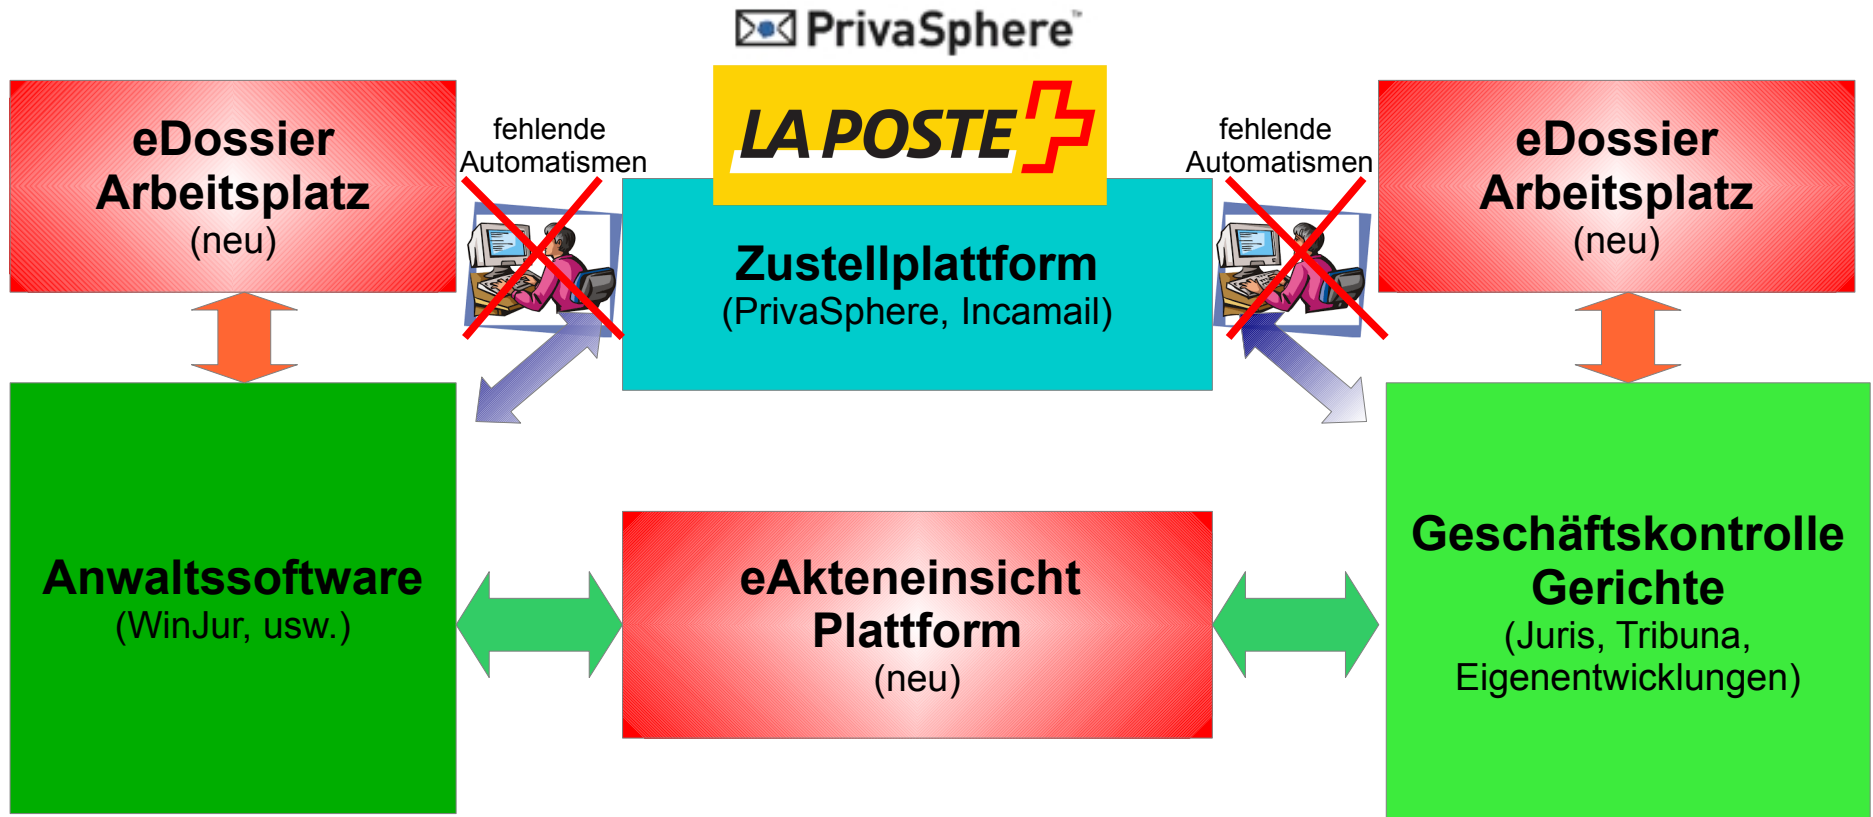 PrivaSphere™
LA POSTE
eDossier
Arbeitsplatz
(neu)
fehlende
Automatismen
Zustellplattform
(PrivaSphere, Incamail)
fehlende
Automatismen
eDossier
Arbeitsplatz
(neu)
Anwaltssoftware
(WinJur, usw.)
eAkteneinsicht
Plattform
(neu)
Geschäftskontrolle
Gerichte
(Juris, Tribuna,
Eigenentwicklungen)